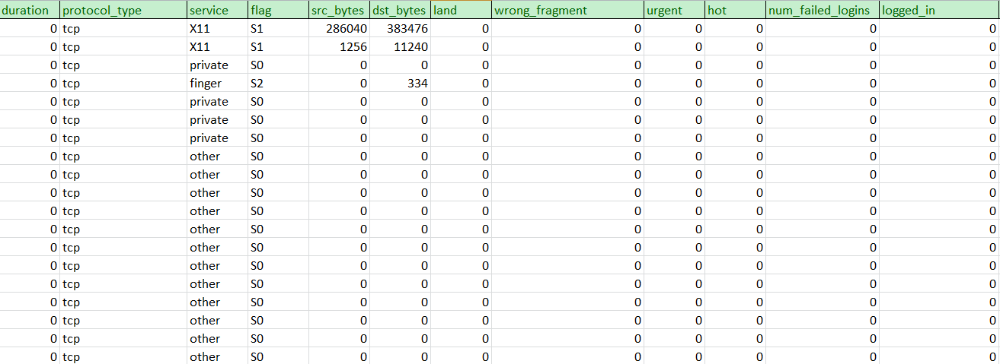 duration protocol_type service flag src_bytes dst_bytes land wrong_fragment urgent hot num_failed_logins logged_in
0 tcp X11 S1 286040 383476 0 0 0 0 0 0
0 tcp X11 S1 1256 11240 0 0 0 0 0 0
0 tcp private S0 0 0 0 0 0 0 0 0
0 tcp finger S2 0 334 0 0 0 0 0 0
0 tcp private S0 0 0 0 0 0 0 0 0
0 tcp private S0 0 0 0 0 0 0 0 0
0 tcp private S0 0 0 0 0 0 0 0 0
0 tcp other S0 0 0 0 0 0 0 0 0
0 tcp other S0 0 0 0 0 0 0 0 0
0 tcp other S0 0 0 0 0 0 0 0 0
0 tcp other S0 0 0 0 0 0 0 0 0
0 tcp other S0 0 0 0 0 0 0 0 0
0 tcp other S0 0 0 0 0 0 0 0 0
0 tcp other S0 0 0 0 0 0 0 0 0
0 tcp other S0 0 0 0 0 0 0 0 0
0 tcp other S0 0 0 0 0 0 0 0 0
0 tcp other S0 0 0 0 0 0 0 0 0
0 tcp other S0 0 0 0 0 0 0 0 0
0 tcp other S0 0 0 0 0 0 0 0 0